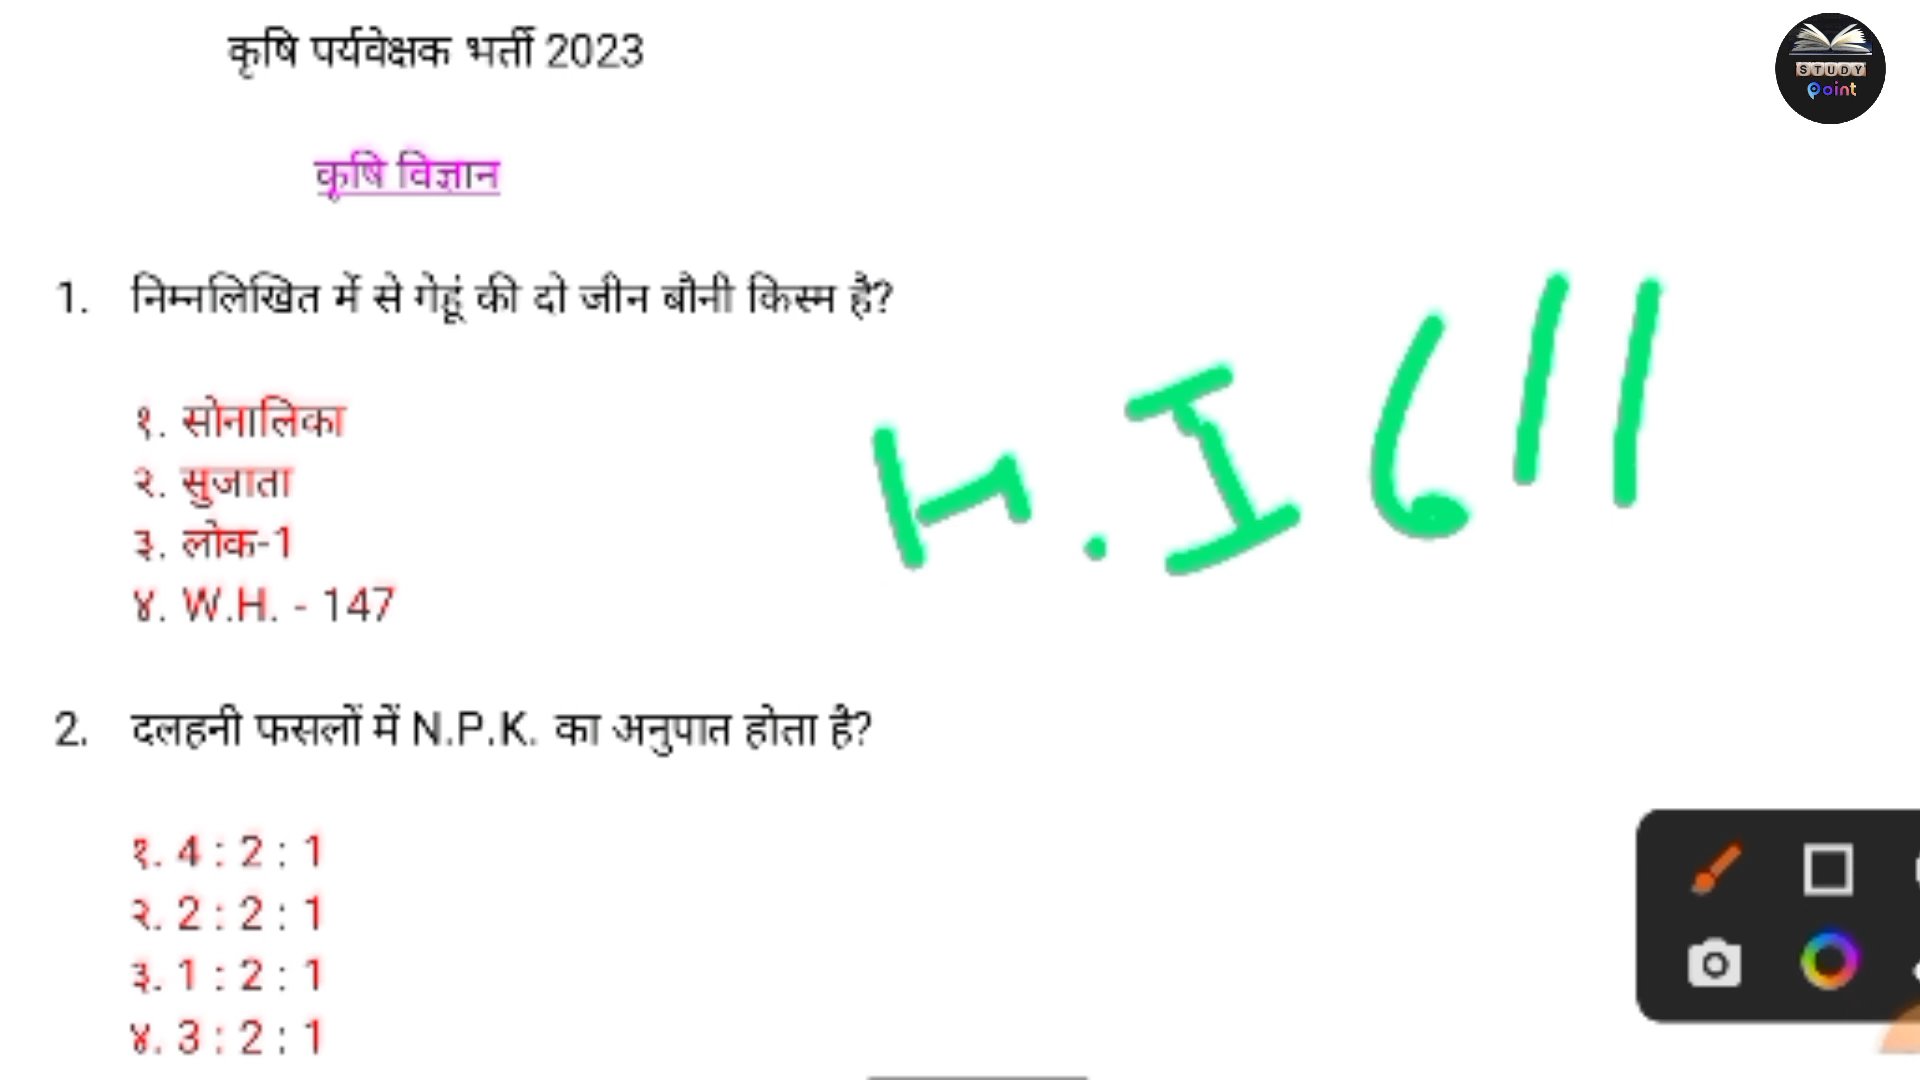 कृषि पर्यवेक्षक भर्ती 2023
STUDY
Point
कृषि विज्ञान
1. निम्नलिखित में से गेहूं की दो जीन बौनी किस्म है?
१. सोनालिका
२. सुजाता
३. लोक-1
४. W.H. - 147
H.I 611
2. दलहनी फसलों में N.P.K. का अनुपात होता है?
१. 4 : 2 : 1
२. 2 : 2 : 1
३. 1 : 2 : 1
४. 3 : 2 : 1